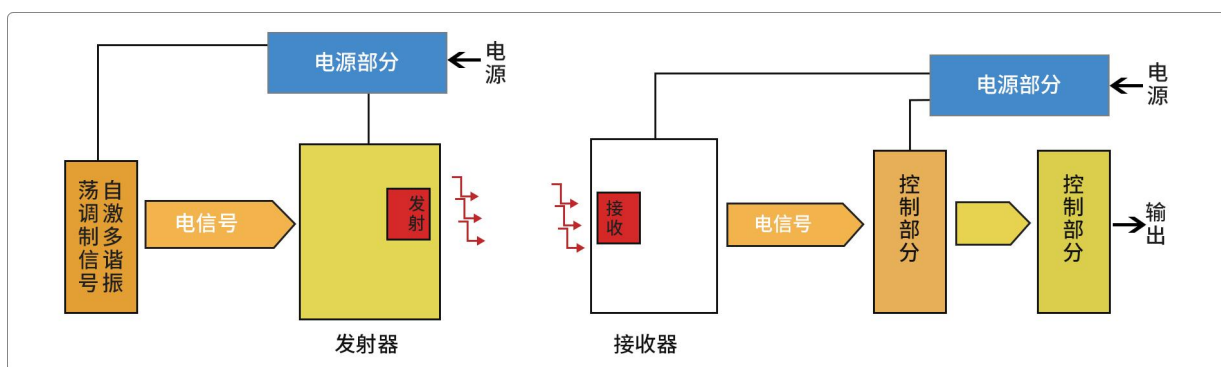 电源部分
电
源
自激多谐振
荡调制信号
电信号
发
射
发射器
电源部分
电
源
接
收
接收器
电信号
控制部分
控制部分
输
出